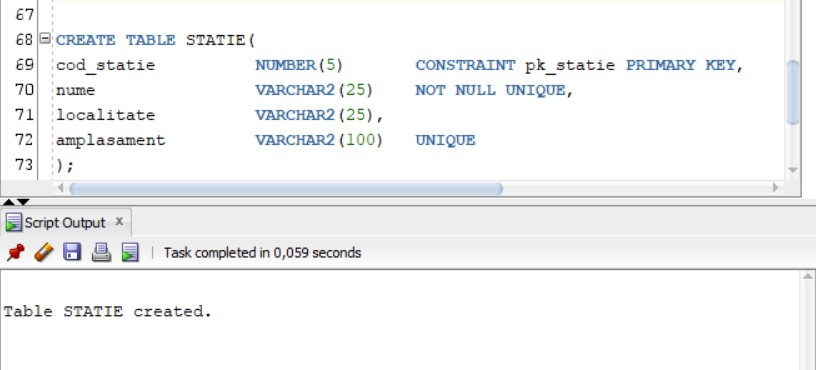 67
68 CREATE TABLE STATIE(
69 cod_statie NUMBER(5) CONSTRAINT pk_statie PRIMARY KEY,
70 nume VARCHAR2(25) NOT NULL UNIQUE,
71 localitate VARCHAR2(25),
72 amplasament VARCHAR2(100) UNIQUE
73 );
Script Output x
Task completed in 0,059 seconds
Table STATIE created.